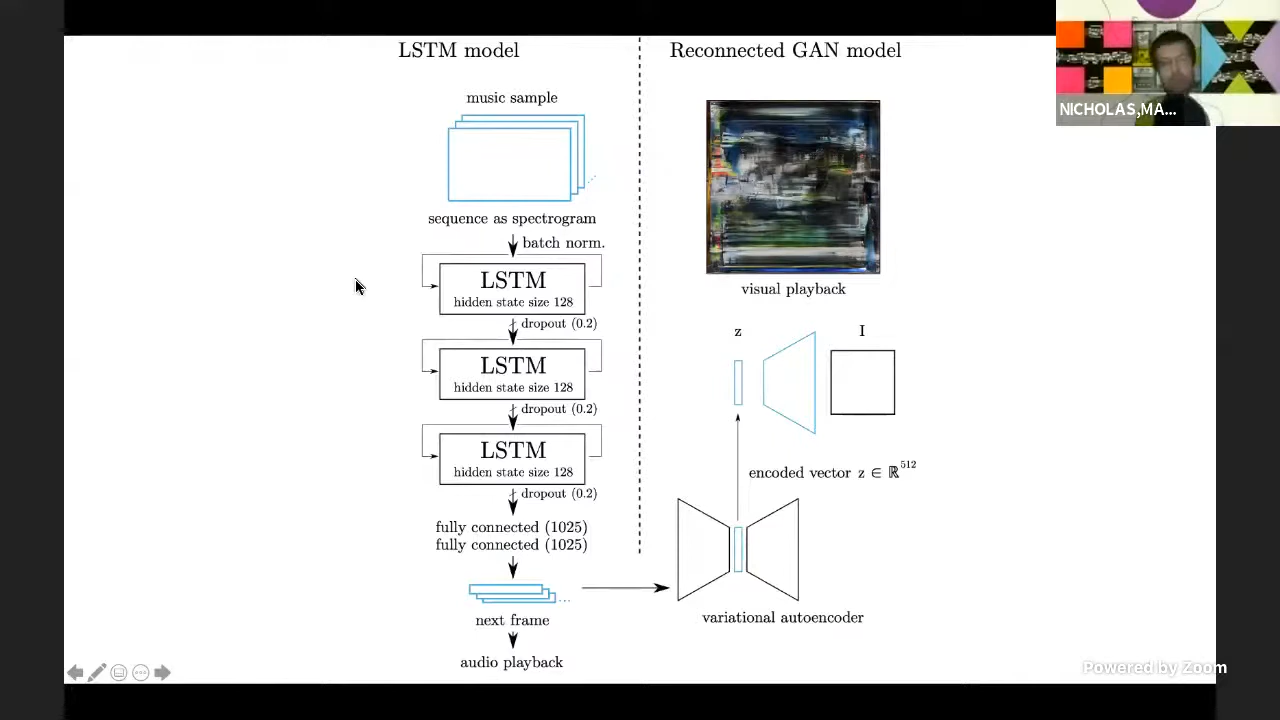 LSTM model
music sample
sequence as spectrogram
batch norm.
LSTM
hidden state size 128
dropout (0.2)
LSTM
hidden state size 128
dropout (0.2)
LSTM
hidden state size 128
dropout (0.2)
fully connected (1025)
fully connected (1025)
next frame
audio playback
Reconnected GAN model
visual playback
z
I
encoded vector z ∈ ℝ⁵¹²
variational autoencoder
NICHOLAS,MA...
Powered by Zoom